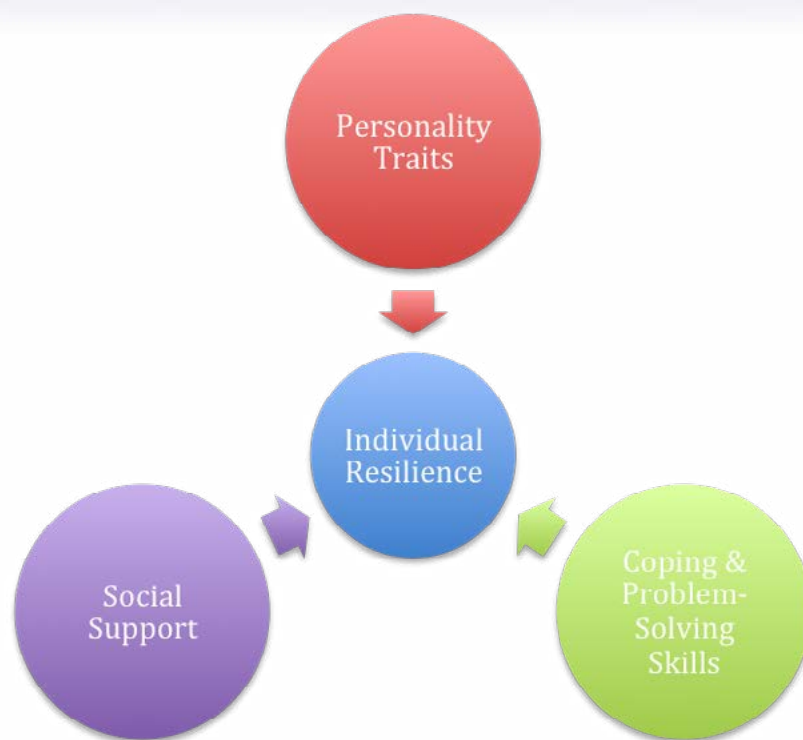 Personality
Traits
Individual
Resilience
Social
Support
Coping &
Problem-
Solving
Skills